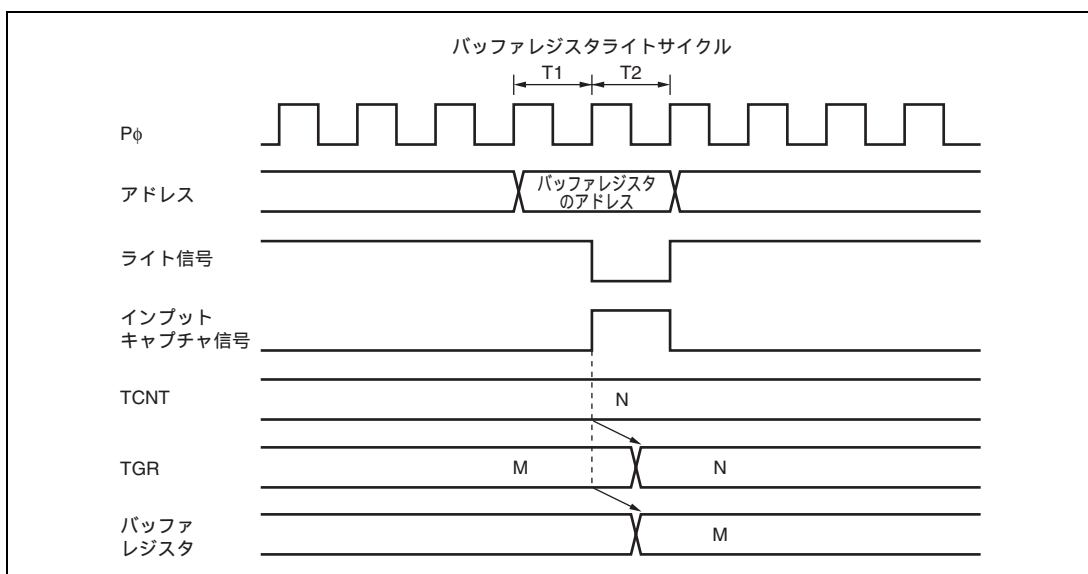 バッファレジスタライトサイクル
T1 T2
Pφ
アドレス
バッファレジスタ
のアドレス
ライト信号
インプット
キャプチャ信号
TCNT
N
TGR
M N
バッファ
レジスタ
M